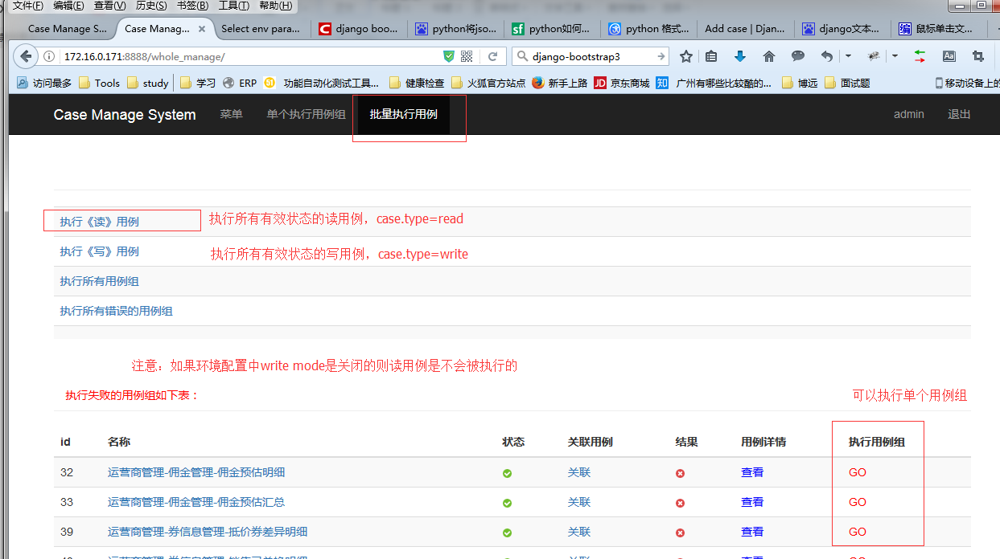 文件(F) 编辑(E) 查看(V) 历史(S) 书签(B) 工具(T) 帮助(H)
Case Manage S... Case Manag... Select env para... django boo... python将jso... python如何... python 格式... Add case | Djan... django文本... 鼠标单击文...
172.16.0.171:8888/whole_manage/ django-bootstrap3
访问最多 Tools study 学习 ERP 功能自动化测试工具... 健康检查 火狐官方站点 新手上路 京东商城 广州有哪些比较酷的... 博远 面试题 移动设备上的
Case Manage System 菜单 单个执行用例组 批量执行用例 admin 退出
执行《读》用例 执行所有有效状态的读用例，case.type=read
执行《写》用例 执行所有有效状态的写用例，case.type=write
执行所有用例组
执行所有错误的用例组
注意：如果环境配置中write mode是关闭的则读用例是不会被执行的
执行失败的用例组如下表： 可以执行单个用例组
id 名称 状态 关联用例 结果 用例详情 执行用例组
32 运营商管理-佣金管理-佣金预估明细 关联 查看 GO
33 运营商管理-佣金管理-佣金预估汇总 关联 查看 GO
39 运营商管理-券信息管理-抵价券差异明细 关联 查看 GO